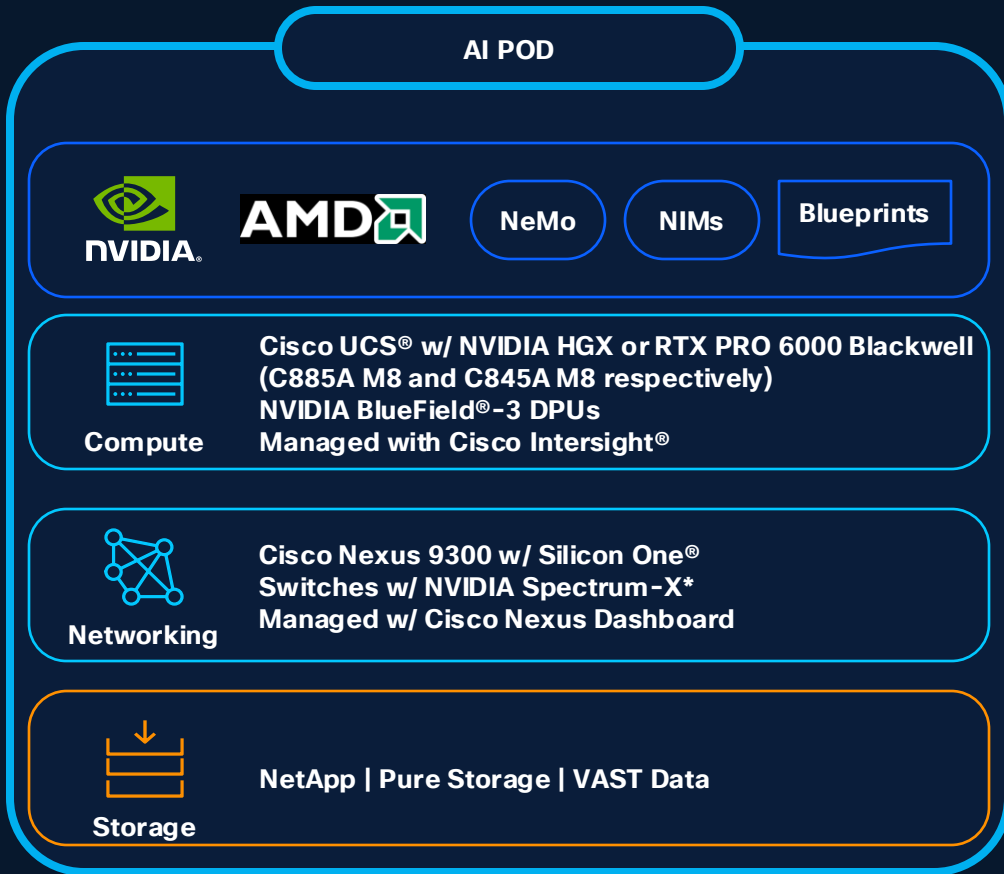 AI POD
NVIDIA.
AMD
NeMo
NIMs
Blueprints
Compute
Cisco UCS® w/ NVIDIA HGX or RTX PRO 6000 Blackwell
(C885A M8 and C845A M8 respectively)
NVIDIA BlueField®-3 DPUs
Managed with Cisco Intersight®
Networking
Cisco Nexus 9300 w/ Silicon One®
Switches w/ NVIDIA Spectrum-X*
Managed w/ Cisco Nexus Dashboard
Storage
NetApp | Pure Storage | VAST Data